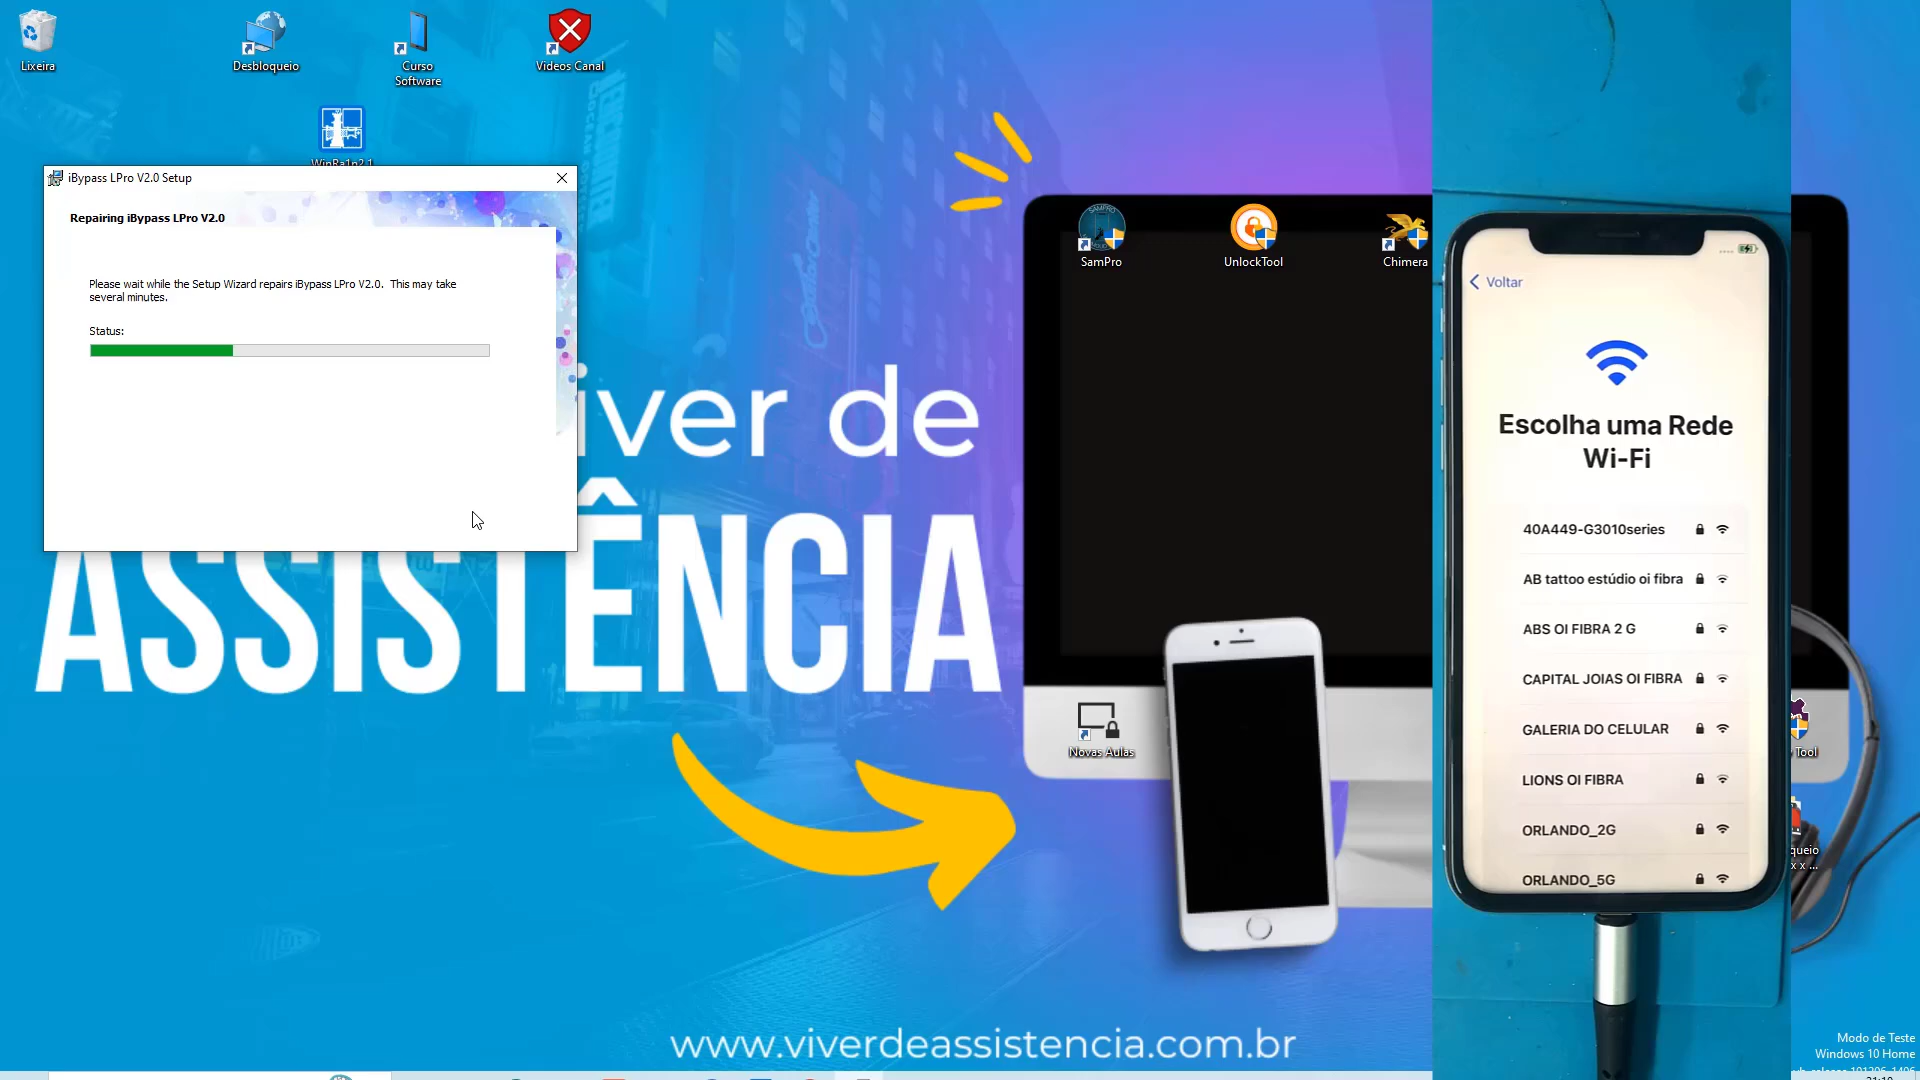 Lixeira
Desbloqueio
Curso
Software
Videos Canal
WinRa1n2.1
iBypass LPro V2.0 Setup
Repairing iBypass LPro V2.0
Please wait while the Setup Wizard repairs iBypass LPro V2.0. This may take
several minutes.
Status:
iver de
ASSISTÊNCIA
SamPro
UnlockTool
Chimera
Novas Aulas
Tool
queio
x x ...
Voltar
Escolha uma Rede
Wi-Fi
40A449-G3010series
AB tattoo estúdio oi fibra
ABS OI FIBRA 2 G
CAPITAL JOIAS OI FIBRA
GALERIA DO CELULAR
LIONS OI FIBRA
ORLANDO_2G
ORLANDO_5G
www.viverdeassistencia.com.br
Modo de Teste
Windows 10 Home